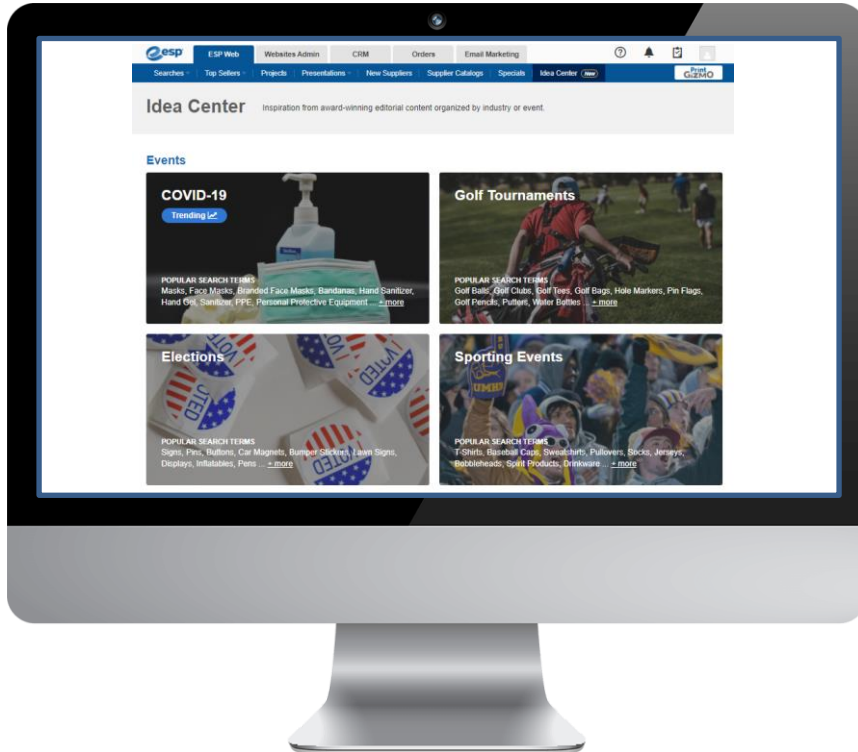 esp
ESP Web
Websites Admin
CRM
Orders
Email Marketing
Searches
Top Sellers
Projects
Presentations
New Suppliers
Supplier Catalogs
Specials
Idea Center New
Print
GiZMO
Idea Center
Inspiration from award-winning editorial content organized by industry or event.
Events
COVID-19
Trending
POPULAR SEARCH TERMS
Masks, Face Masks, Branded Face Masks, Bandanas, Hand Sanitizer,
Hand Gel, Sanitizer, PPE, Personal Protective Equipment ... + more
Golf Tournaments
POPULAR SEARCH TERMS
Golf Balls, Golf Clubs, Golf Tees, Golf Bags, Hole Markers, Pin Flags,
Golf Pencils, Putters, Water Bottles ... + more
Elections
I VOTED
I VOTED
VOTED
I VOTED
POPULAR SEARCH TERMS
Signs, Pins, Buttons, Car Magnets, Bumper Stickers, Lawn Signs,
Displays, Inflatables, Pens ... + more
Sporting Events
UMHB
POPULAR SEARCH TERMS
T-Shirts, Baseball Caps, Sweatshirts, Pullovers, Socks, Jerseys,
Bobbleheads, Spirit Products, Drinkware ... + more